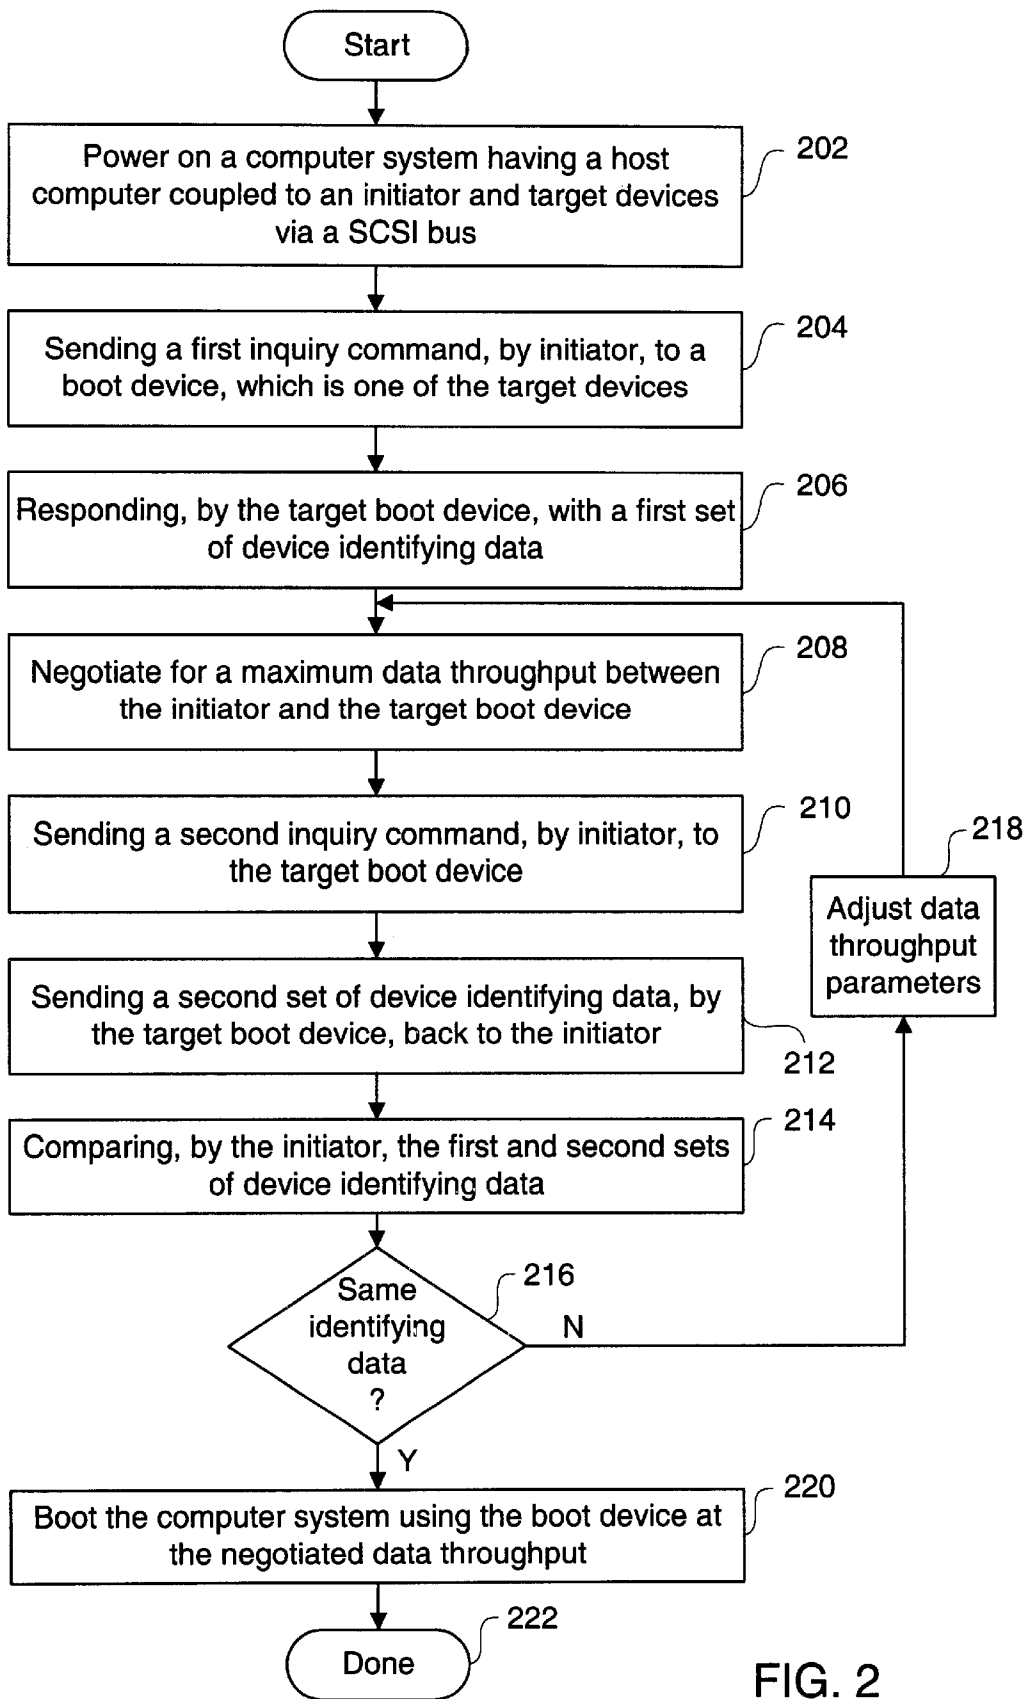 Start
Power on a computer system having a host
computer coupled to an initiator and target devices
via a SCSI bus
202
Sending a first inquiry command, by initiator, to a
boot device, which is one of the target devices
204
Responding, by the target boot device, with a first set
of device identifying data
206
Negotiate for a maximum data throughput between
the initiator and the target boot device
208
Sending a second inquiry command, by initiator, to
the target boot device
210
218
Adjust data
throughput
parameters
Sending a second set of device identifying data, by
the target boot device, back to the initiator
212
Comparing, by the initiator, the first and second sets
of device identifying data
214
Same
identifying
data
?
216
N
Y
Boot the computer system using the boot device at
the negotiated data throughput
220
Done
222
FIG. 2